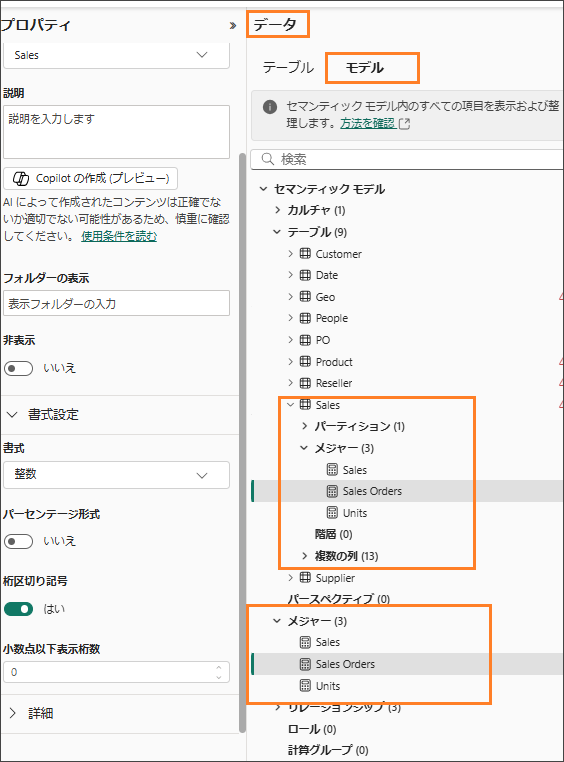 プロパティ
»
Sales
説明
説明を入力します
Copilot の作成 (プレビュー)
AI によって作成されたコンテンツは正確でな
いか適切でない可能性があるため、慎重に確認
してください。 使用条件を読む
フォルダーの表示
表示フォルダーの入力
非表示
いいえ
書式設定
書式
整数
パーセンテージ形式
いいえ
桁区切り記号
はい
小数点以下表示桁数
0
詳細
データ
テーブル
モデル
セマンティック モデル内のすべての項目を表示および整
理します。 方法を確認
検索
セマンティック モデル
カルチャ (1)
テーブル (9)
Customer
Date
Geo
People
PO
Product
Reseller
Sales
パーティション (1)
メジャー (3)
Sales
Sales Orders
Units
階層 (0)
複数の列 (13)
Supplier
パースペクティブ (0)
メジャー (3)
Sales
Sales Orders
Units
リレーションシップ (3)
ロール (0)
計算グループ (0)